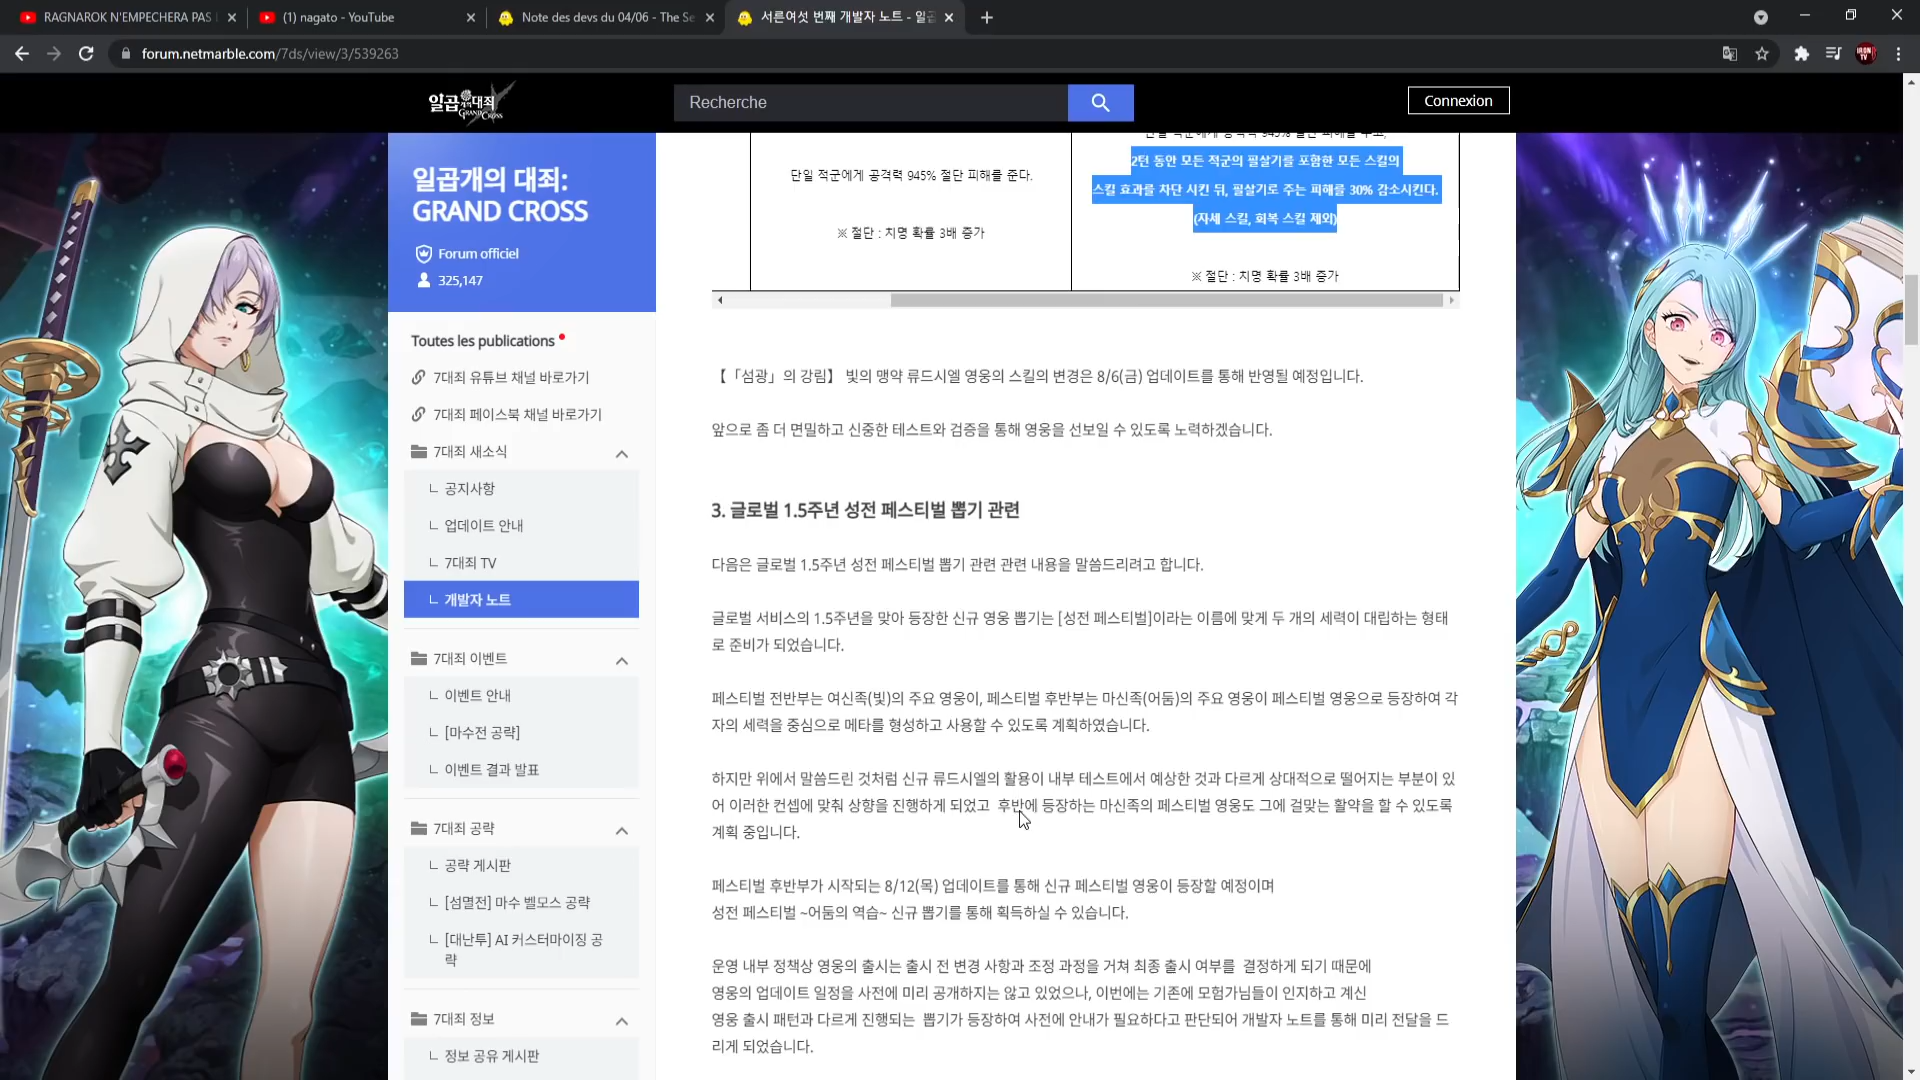 RAGNAROK N'EMPECHERA PAS
(1) nagato - YouTube
Note des devs du 04/06 - The Se
서른여섯 번째 개발자 노트 - 일곱
forum.netmarble.com/7ds/view/3/539263
일곱개의 대죄
GRAND CROSS
Recherche
Connexion
일곱개의 대죄:
GRAND CROSS
Forum officiel
325,147
Toutes les publications
7대죄 유튜브 채널 바로가기
7대죄 페이스북 채널 바로가기
7대죄 새소식
공지사항
업데이트 안내
7대죄 TV
개발자 노트
7대죄 이벤트
이벤트 안내
[마수전 공략]
이벤트 결과 발표
7대죄 공략
공략 게시판
[섬멸전] 마수 벨모스 공략
[대난투] AI 커스터마이징 공
략
7대죄 정보
정보 공유 게시판
단일 적군에게 공격력 945% 절단 피해를 준다.
※ 절단 : 치명 확률 3배 증가
단일 적군에게 공격력 945% 절단 피해를 주고,
2턴 동안 모든 적군의 필살기를 포함한 모든 스킬의
스킬 효과를 차단 시킨 뒤, 필살기로 주는 피해를 30% 감소시킨다.
(자세 스킬, 회복 스킬 제외)
※ 절단 : 치명 확률 3배 증가
【「섬광」의 강림】 빛의 맹약 류드시엘 영웅의 스킬의 변경은 8/6(금) 업데이트를 통해 반영될 예정입니다.
앞으로 좀 더 면밀하고 신중한 테스트와 검증을 통해 영웅을 선보일 수 있도록 노력하겠습니다.
3. 글로벌 1.5주년 성전 페스티벌 뽑기 관련
다음은 글로벌 1.5주년 성전 페스티벌 뽑기 관련 관련 내용을 말씀드리려고 합니다.
글로벌 서비스의 1.5주년을 맞아 등장한 신규 영웅 뽑기는 [성전 페스티벌]이라는 이름에 맞게 두 개의 세력이 대립하는 형태
로 준비가 되었습니다.
페스티벌 전반부는 여신족(빛)의 주요 영웅이, 페스티벌 후반부는 마신족(어둠)의 주요 영웅이 페스티벌 영웅으로 등장하여 각
자의 세력을 중심으로 메타를 형성하고 사용할 수 있도록 계획하였습니다.
하지만 위에서 말씀드린 것처럼 신규 류드시엘의 활용이 내부 테스트에서 예상한 것과 다르게 상대적으로 떨어지는 부분이 있
어 이러한 컨셉에 맞춰 상향을 진행하게 되었고 후반에 등장하는 마신족의 페스티벌 영웅도 그에 걸맞는 활약을 할 수 있도록
계획 중입니다.
페스티벌 후반부가 시작되는 8/12(목) 업데이트를 통해 신규 페스티벌 영웅이 등장할 예정이며
성전 페스티벌 ~어둠의 역습~ 신규 뽑기를 통해 획득하실 수 있습니다.
운영 내부 정책상 영웅의 출시는 출시 전 변경 사항과 조정 과정을 거쳐 최종 출시 여부를 결정하게 되기 때문에
영웅의 업데이트 일정을 사전에 미리 공개하지는 않고 있었으나, 이번에는 기존에 모험가님들이 인지하고 계신
영웅 출시 패턴과 다르게 진행되는 뽑기가 등장하여 사전에 안내가 필요하다고 판단되어 개발자 노트를 통해 미리 전달을 드
리게 되었습니다.